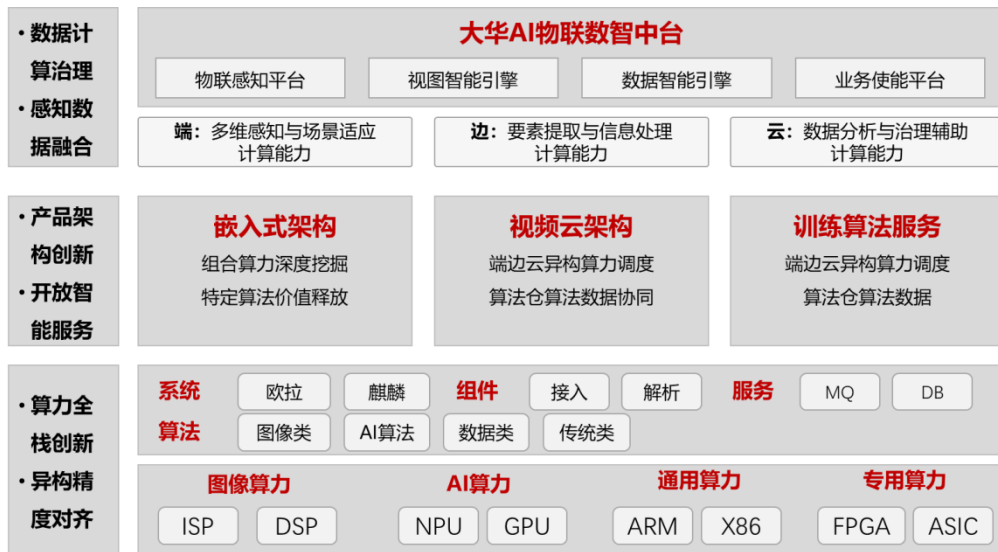 · 数据计
算治理
· 感知数
据融合
大华AI物联数智中台
物联感知平台 视图智能引擎 数据智能引擎 业务使能平台
端：多维感知与场景适应
计算能力
边：要素提取与信息处理
计算能力
云：数据分析与治理辅助
计算能力
· 产品架
构创新
· 开放智
能服务
嵌入式架构
组合算力深度挖掘
特定算法价值释放
视频云架构
端边云异构算力调度
算法仓算法数据协同
训练算法服务
端边云异构算力调度
算法仓算法数据
· 算力全
栈创新
· 异构精
度对齐
系统 欧拉 麒麟 组件 接入 解析 服务 MQ DB
算法 图像类 AI算法 数据类 传统类
图像算力 AI算力 通用算力 专用算力
ISP DSP NPU GPU ARM X86 FPGA ASIC